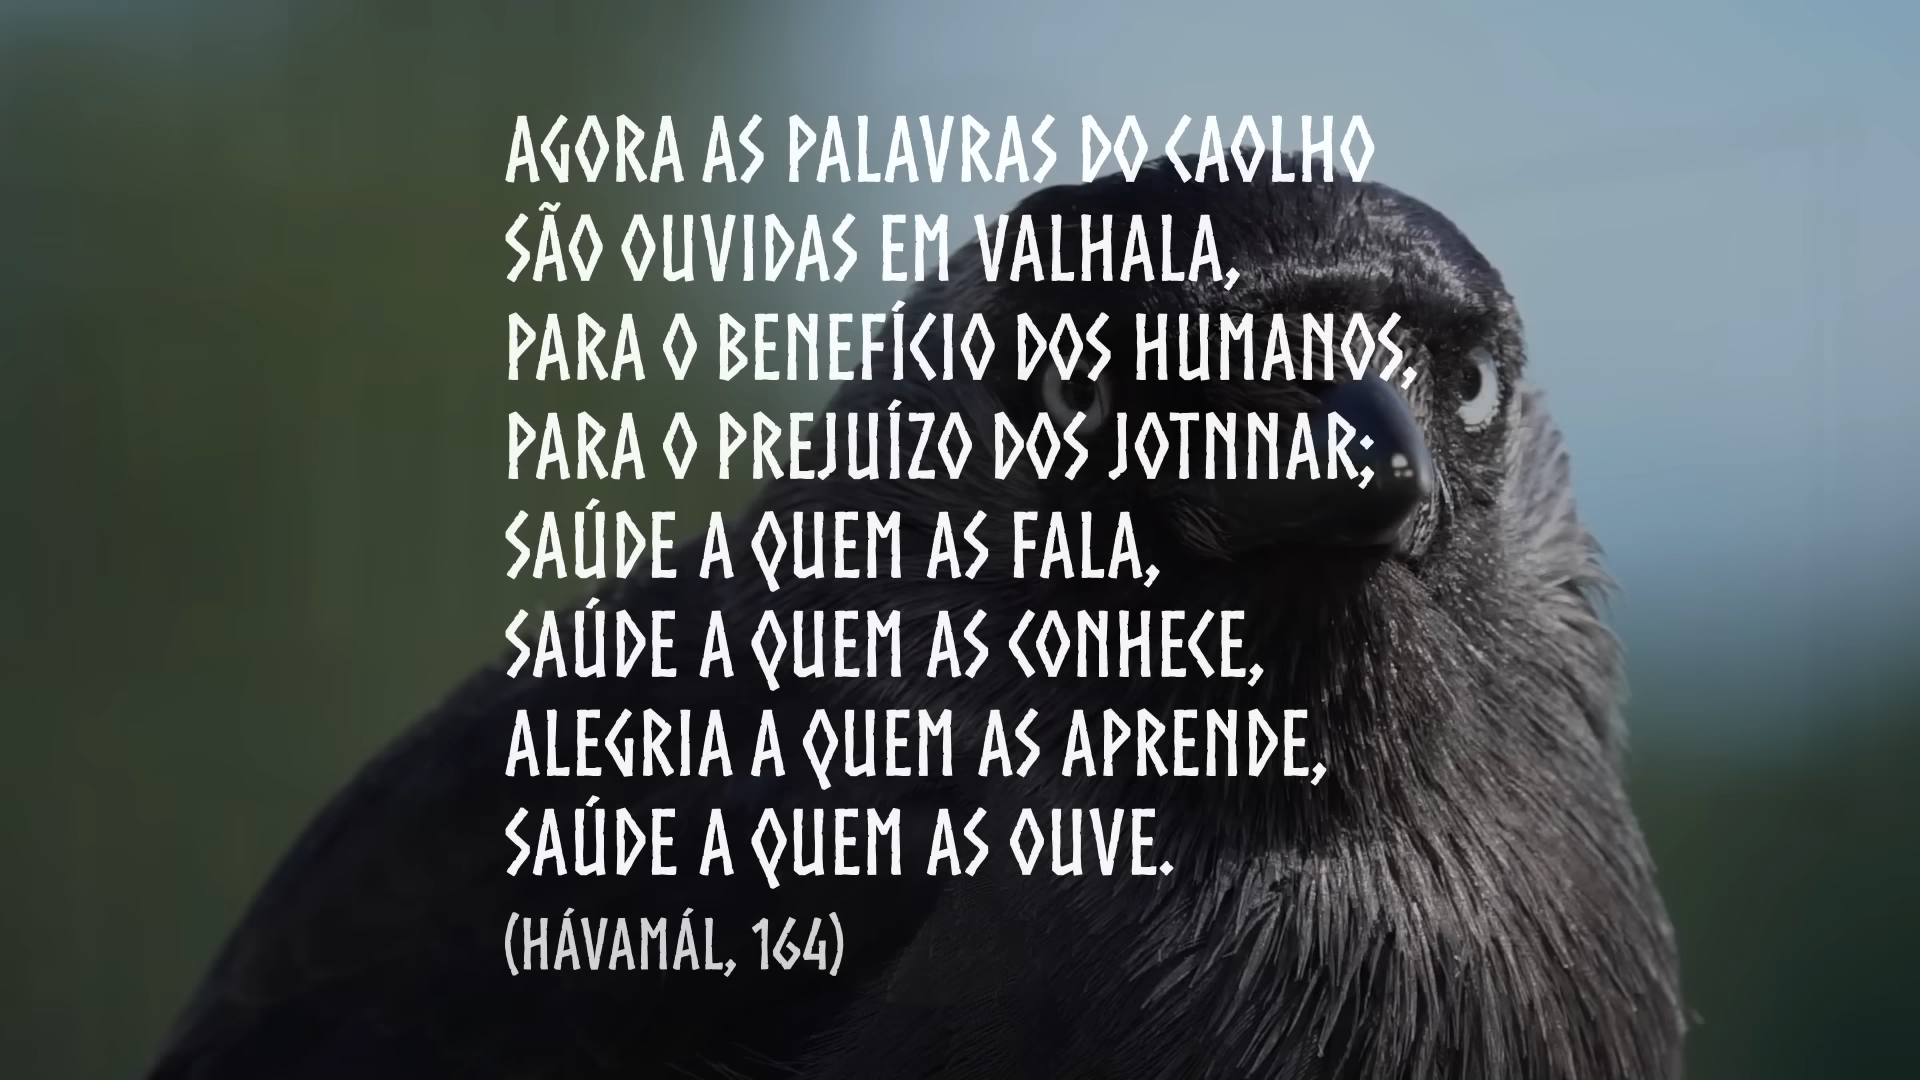 AGORA AS PALAVRAS DO CAOLHO
SÃO OUVIDAS EM VALHALA,
PARA O BENEFÍCIO DOS HUMANOS,
PARA O PREJUÍZO DOS JOTNNAR;
SAÚDE A QUEM AS FALA,
SAÚDE A QUEM AS CONHECE,
ALEGRIA A QUEM AS APRENDE,
SAÚDE A QUEM AS OUVE.
(HÁVAMÁL, 164)